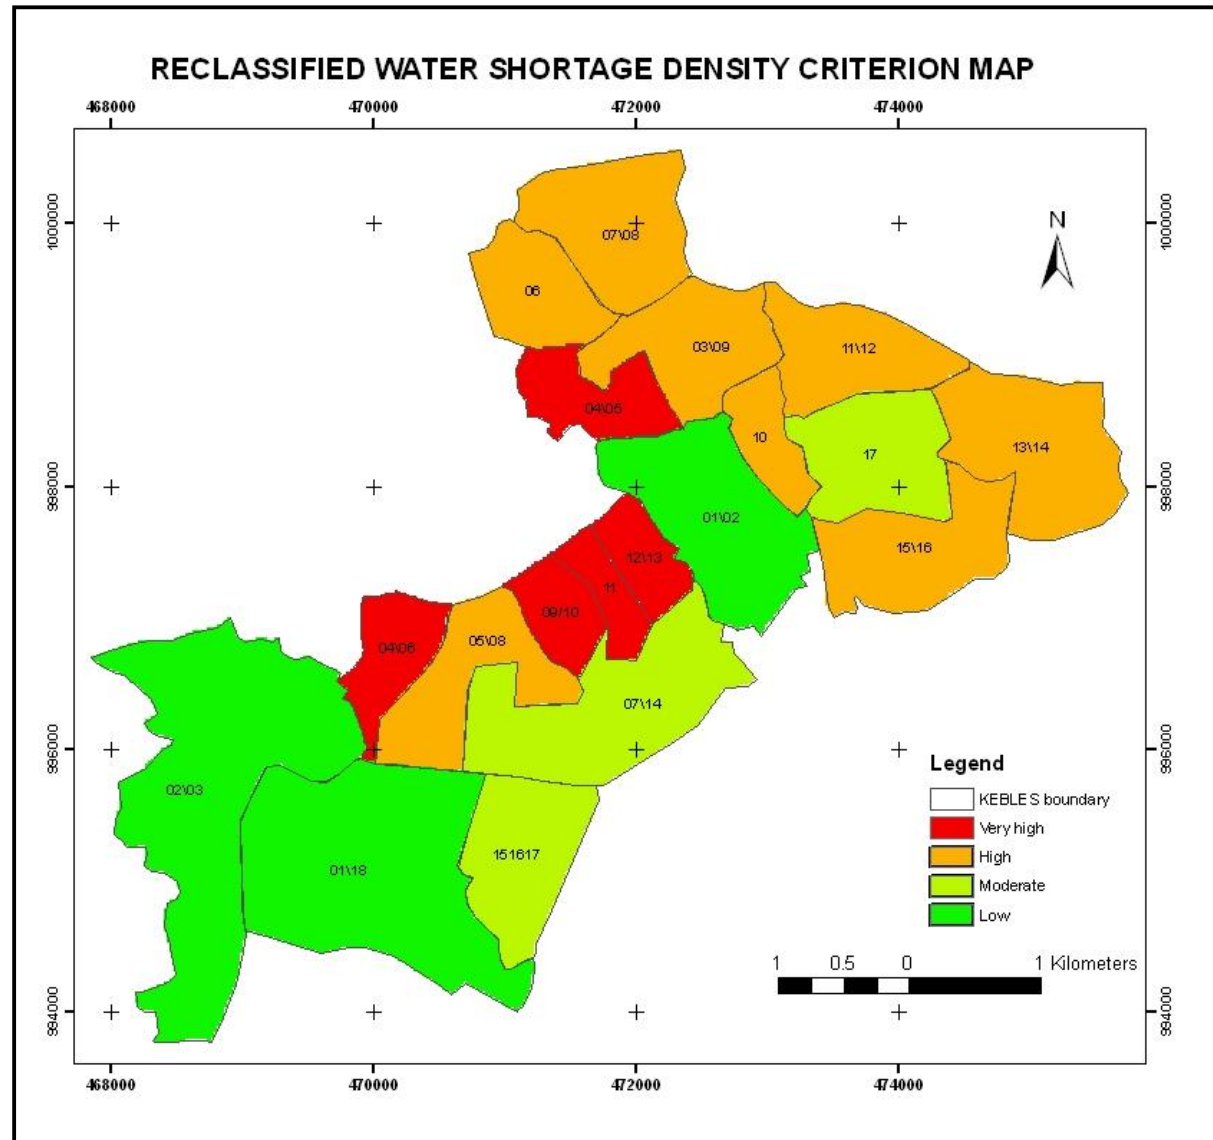 RECLASSIFIED WATER SHORTAGE DENSITY CRITERION MAP
468000 470000 472000 474000
1000000 1000000
998000 998000
996000 996000
994000 994000
N
07\08
06
03\09
11\12
04\05
10
17
13\14
01\02
15\16
12\13
11
09/10
04\06
05\08
07\14
02\03
01\18
151617
Legend
KEBLES boundary
Very high
High
Moderate
Low
1 0.5 0 1 Kilometers
468000 470000 472000 474000